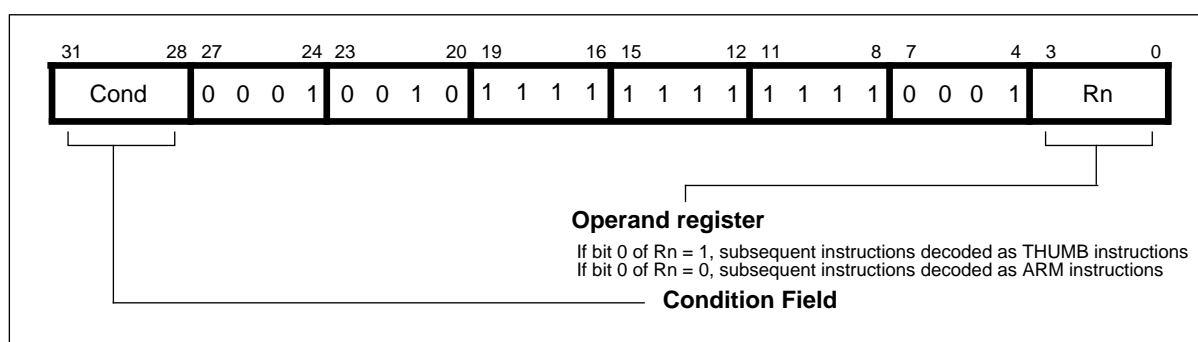 31 28 27 24 23 20 19 16 15 12 11 8 7 4 3 0
Cond 0 0 0 1 0 0 1 0 1 1 1 1 1 1 1 1 1 1 1 1 0 0 0 1 Rn
Operand register
If bit 0 of Rn = 1, subsequent instructions decoded as THUMB instructions
If bit 0 of Rn = 0, subsequent instructions decoded as ARM instructions
Condition Field